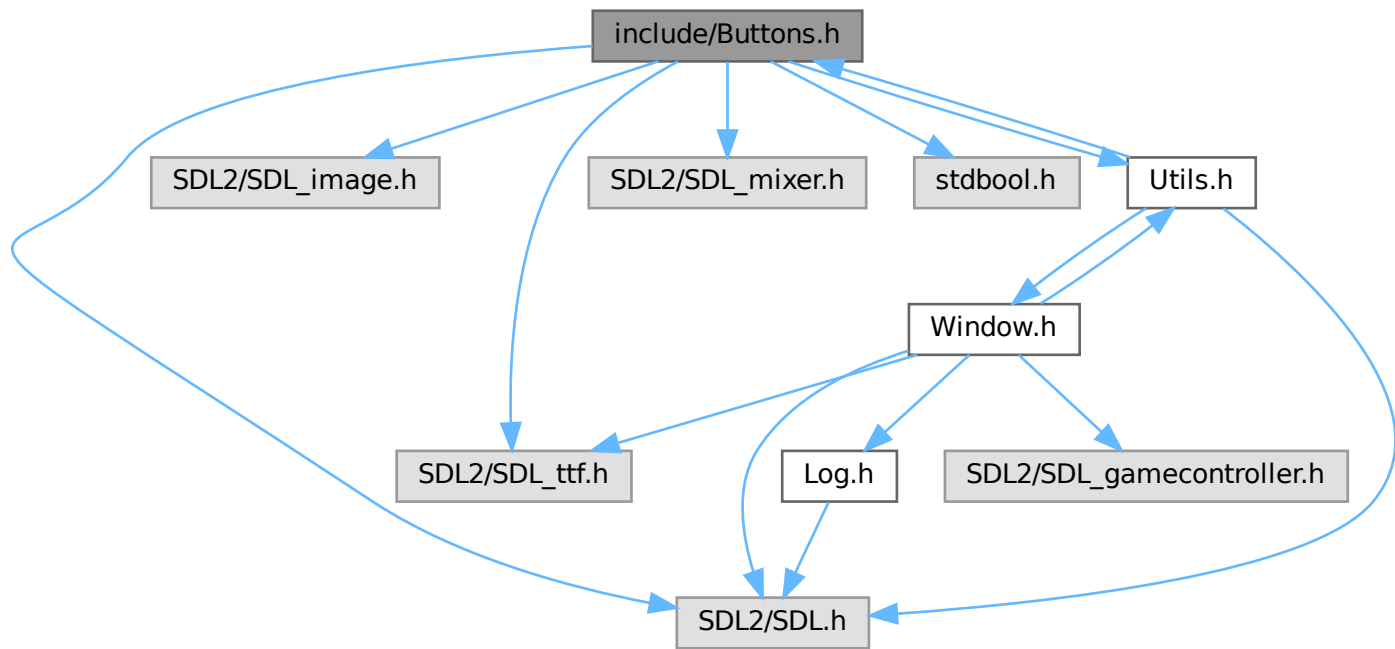 include/Buttons.h
SDL2/SDL_image.h
SDL2/SDL_mixer.h
stdbool.h
Utils.h
Window.h
SDL2/SDL_ttf.h
Log.h
SDL2/SDL_gamecontroller.h
SDL2/SDL.h